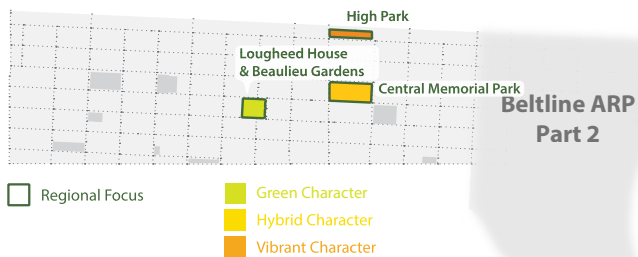 High Park
Lougheed House
& Beaulieu Gardens
Central Memorial Park
Beltline ARP
Part 2
Regional Focus
Green Character
Hybrid Character
Vibrant Character